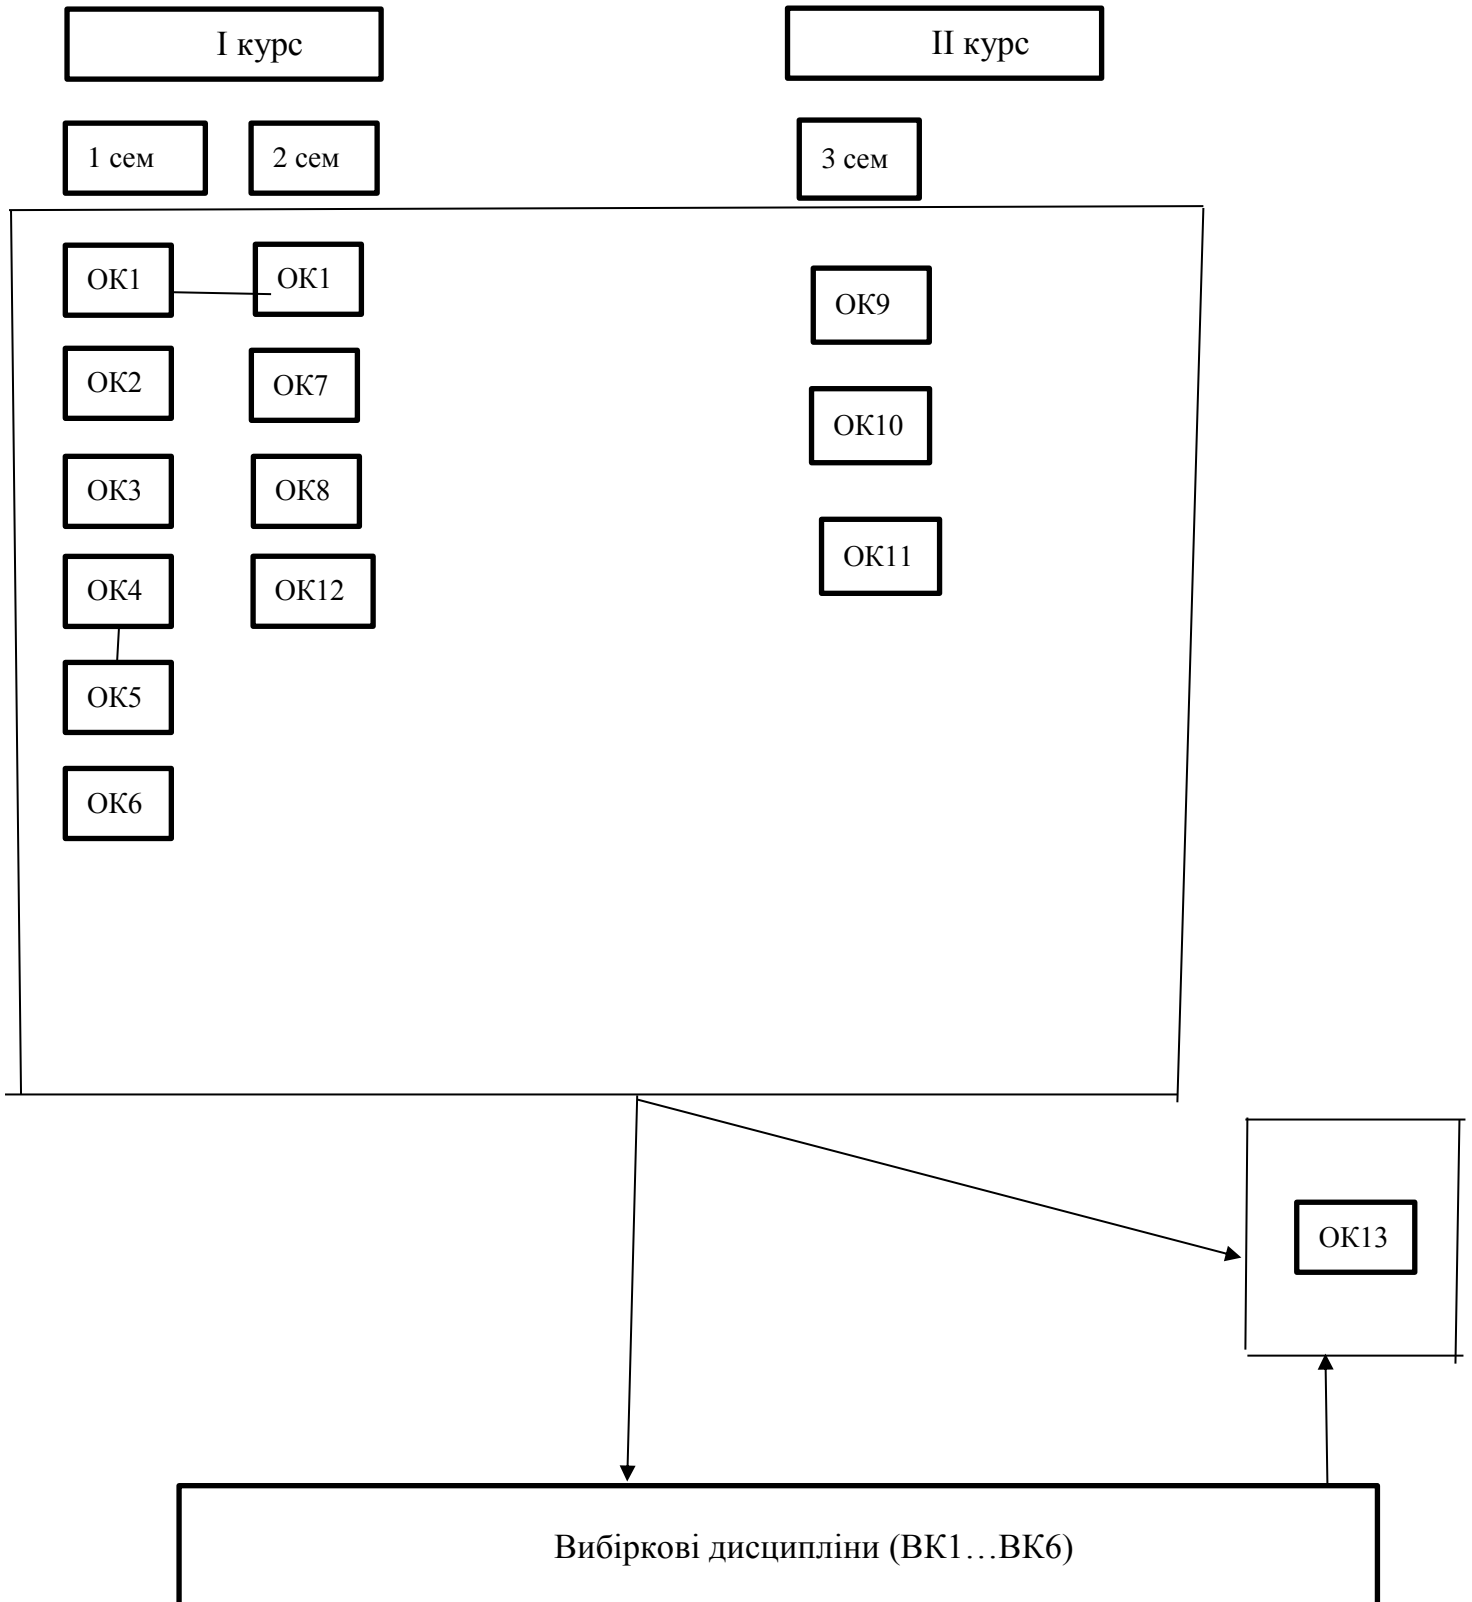 І курс
ІІ курс
1 сем
2 сем
3 сем
ОК1
ОК1
ОК9
ОК2
ОК7
ОК10
ОК3
ОК8
ОК11
ОК4
ОК12
ОК5
ОК6
ОК13
Вибіркові дисципліни (ВК1…ВК6)